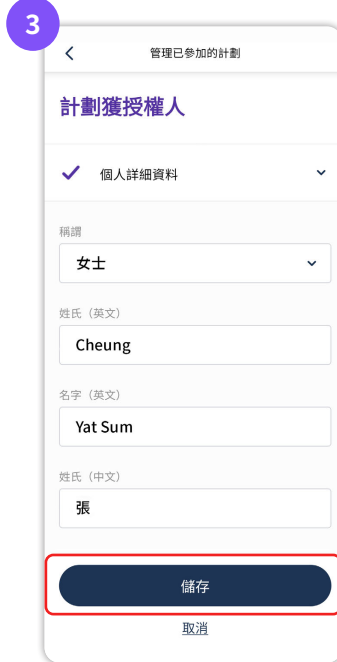 3
管理已參加的計劃
計劃獲授權人
個人詳細資料
稱謂
女士
姓氏（英文）
Cheung
名字（英文）
Yat Sum
姓氏（中文）
張
儲存
取消